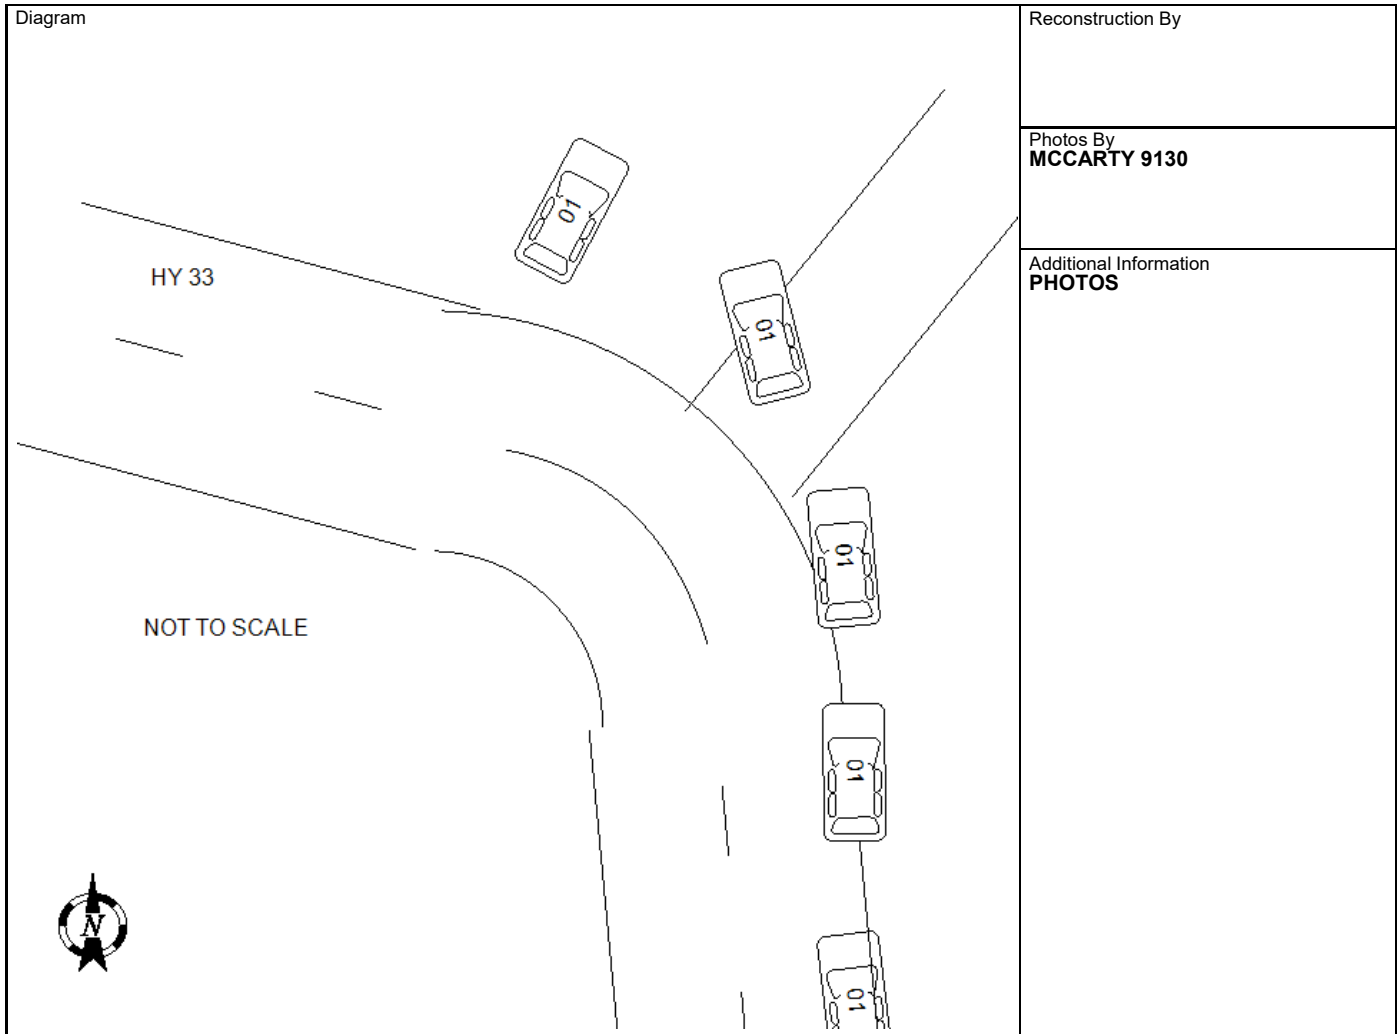 Diagram
Reconstruction By
Photos By
MCCARTY 9130
Additional Information
PHOTOS
01
HY 33
01
01
NOT TO SCALE
01
N
01